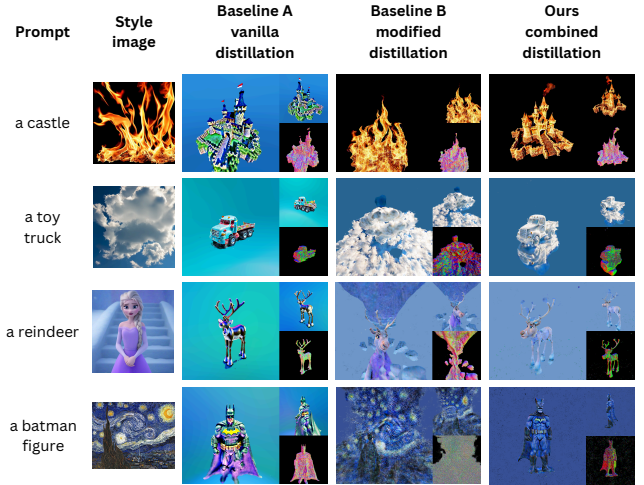 Prompt
Style
image
Baseline A
vanilla
distillation
Baseline B
modified
distillation
Ours
combined
distillation
a castle
a toy
truck
a reindeer
a batman
figure